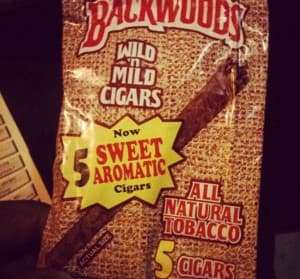 BACKWOODS
WILD
'n
MILD
CIGARS
Now
5 SWEET
AROMATIC
Cigars
ALL
NATURAL
TOBACCO
5 CIGARS